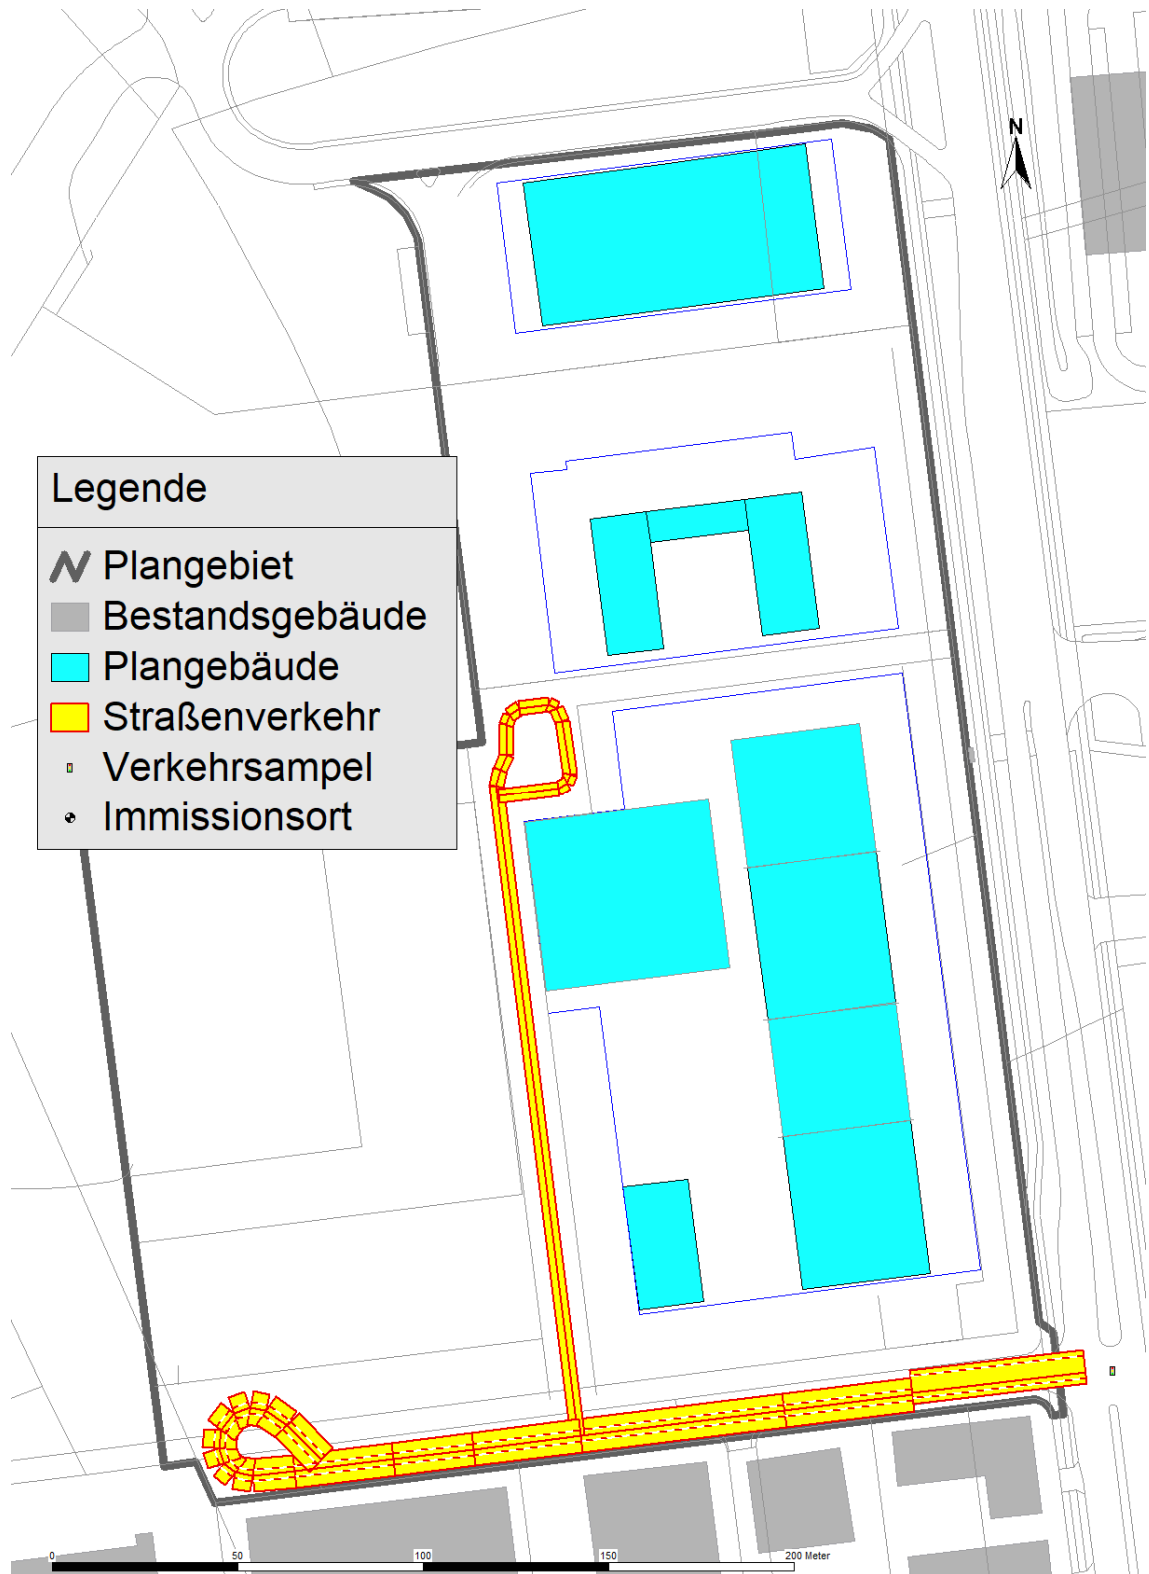 N
Legende
Plangebiet
Bestandsgebäude
Plangebäude
Straßenverkehr
Verkehrsampel
Immissionsort
0 50 100 150 200 Meter